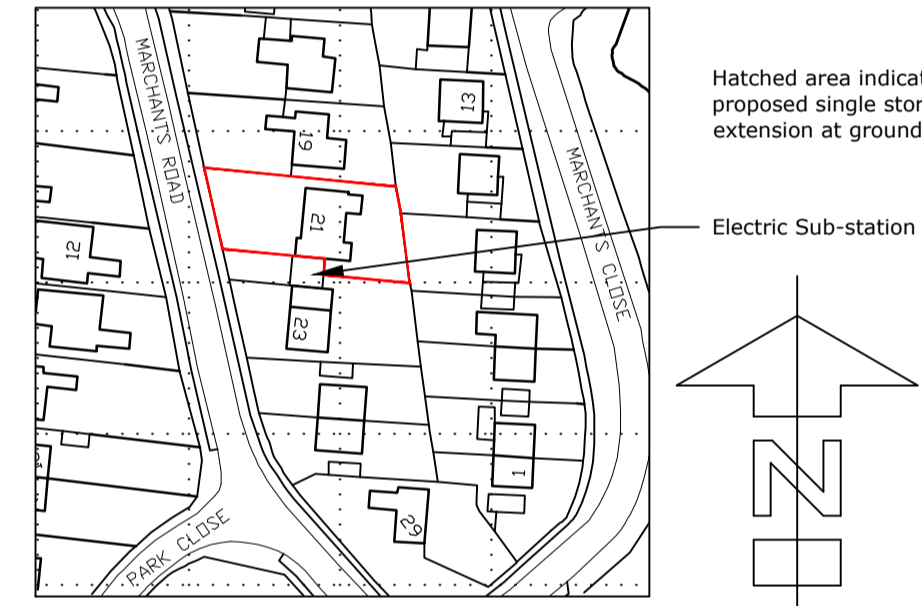 Hatched area indicat
proposed single stor
extension at ground
Electric Sub-station
MARCHANTS ROAD
MARCHANTS CLOSE
PARK CLOSE
13
19
21
12
23
1
29
N